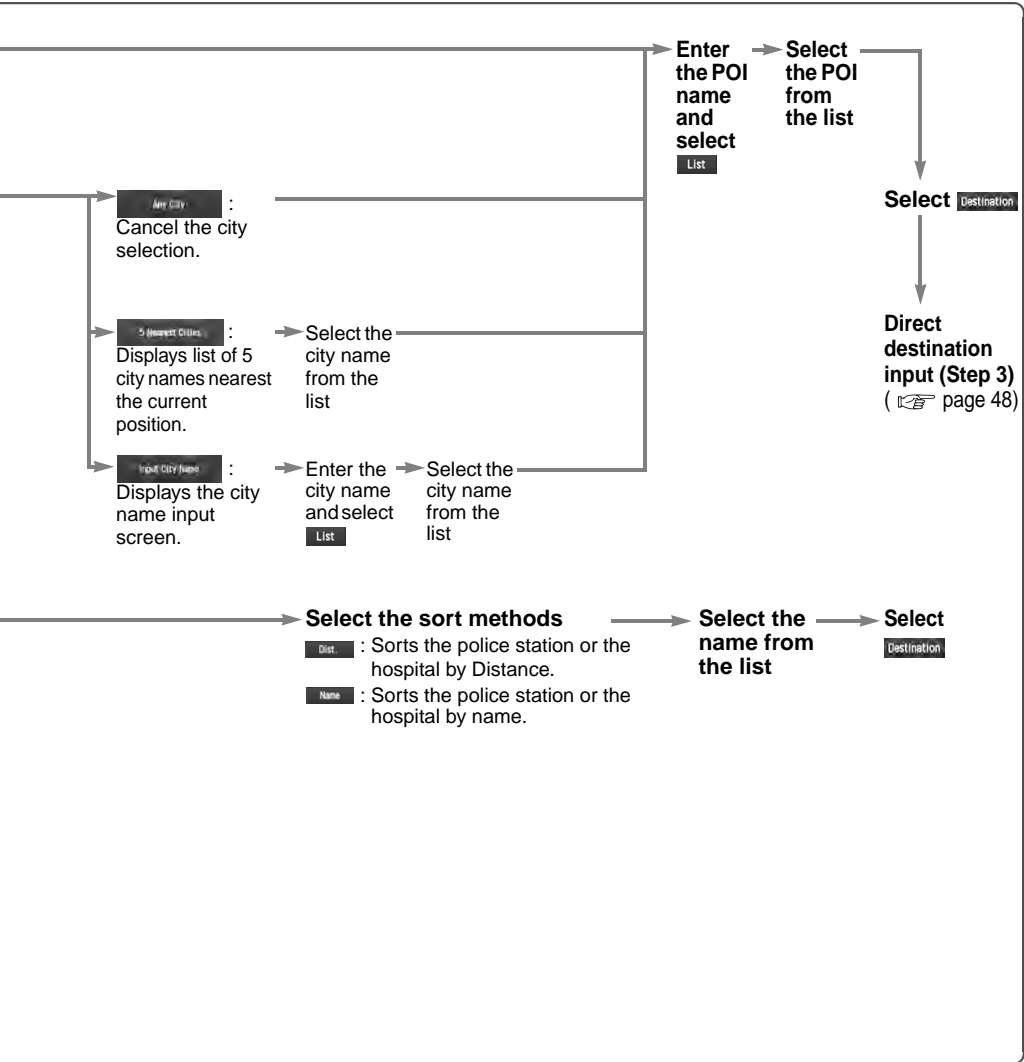 Enter
the POI
name
and
select
List
Select
the POI
from
the list
Select Destination
Direct
destination
input (Step 3)
( page 48)
Any City :
Cancel the city
selection.
5 Nearest Cities :
Displays list of 5
city names nearest
the current
position.
Select the
city name
from the
list
Input City Name :
Displays the city
name input
screen.
Enter the
city name
and select
List
Select the
city name
from the
list
Select the sort methods
Dist. : Sorts the police station or the
hospital by Distance.
Name : Sorts the police station or the
hospital by name.
Select the
name from
the list
Select
Destination